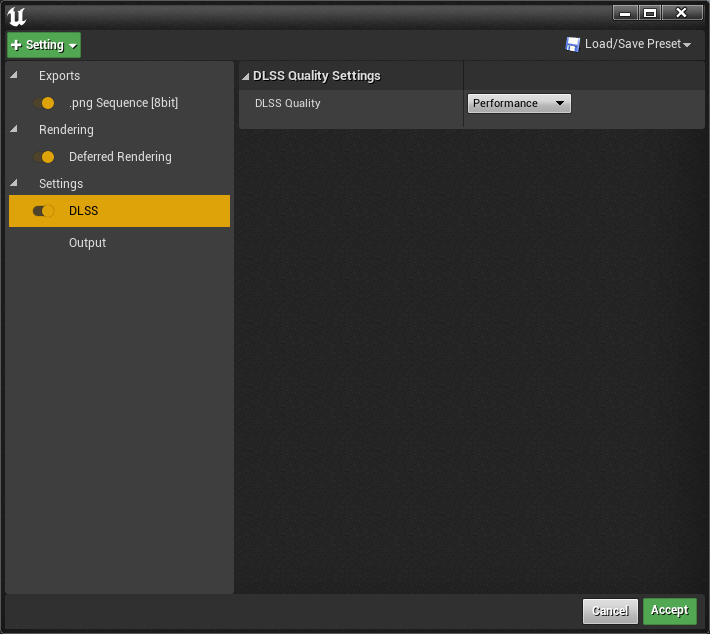 Setting
Load/Save Preset
Exports
.png Sequence [8bit]
Rendering
Deferred Rendering
Settings
DLSS
Output
DLSS Quality Settings
DLSS Quality
Performance
Cancel
Accept